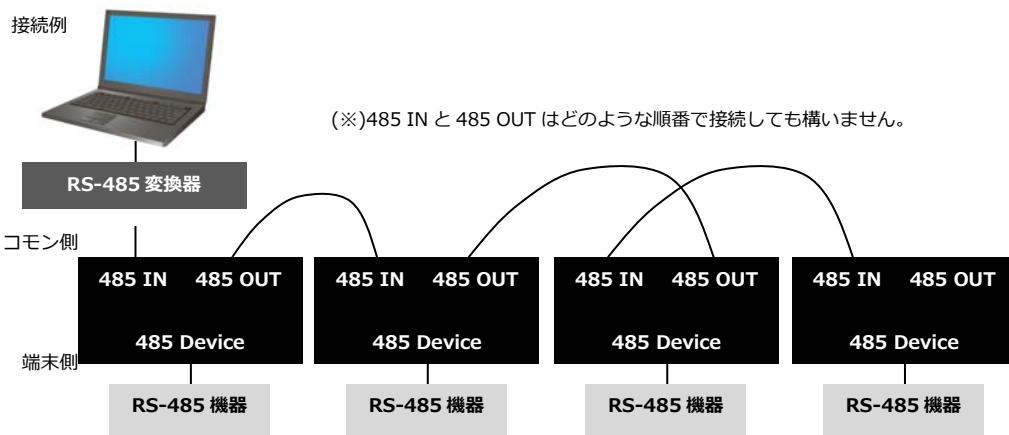 接続例
(※)485 IN と 485 OUT はどのような順番で接続しても構いません。
RS-485 変換器
コモン側
485 IN 485 OUT 485 IN 485 OUT 485 IN 485 OUT 485 IN 485 OUT
485 Device 485 Device 485 Device 485 Device
端末側
RS-485 機器 RS-485 機器 RS-485 機器 RS-485 機器